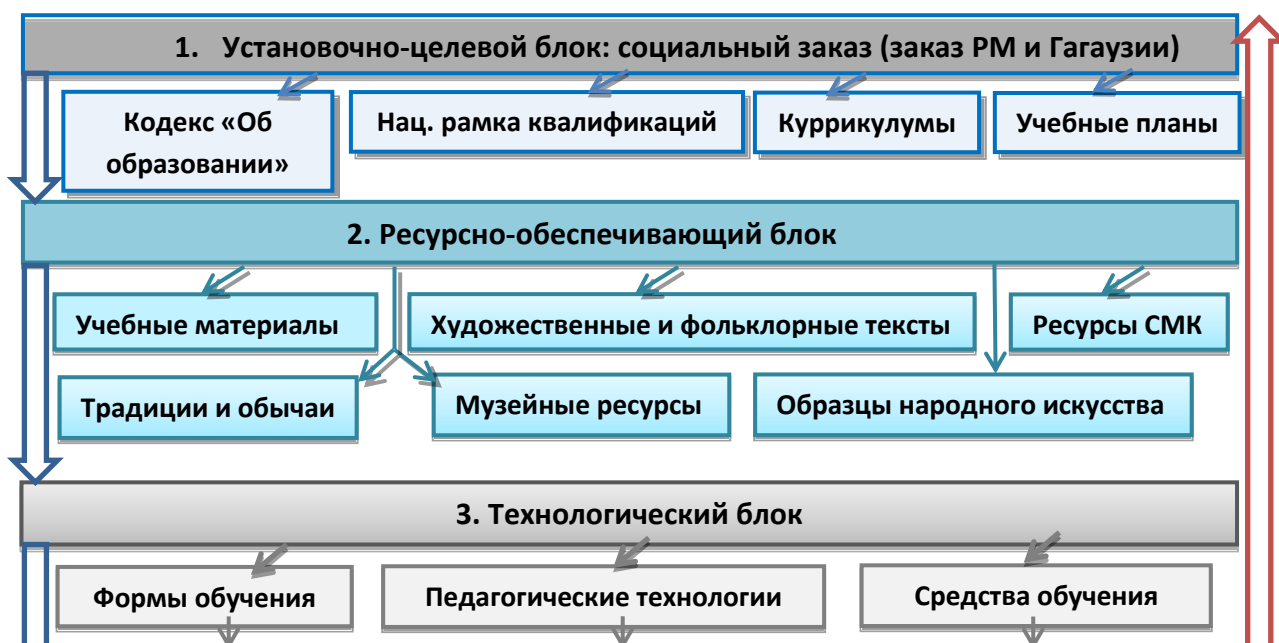 1. Установочно-целевой блок: социальный заказ (заказ РМ и Гагаузии)
Кодекс «Об
образовании»
Нац. рамка квалификаций
Куррикулумы
Учебные планы
2. Ресурсно-обеспечивающий блок
Учебные материалы
Художественные и фольклорные тексты
Ресурсы СМК
Традиции и обычаи
Музейные ресурсы
Образцы народного искусства
3. Технологический блок
Формы обучения
Педагогические технологии
Средства обучения